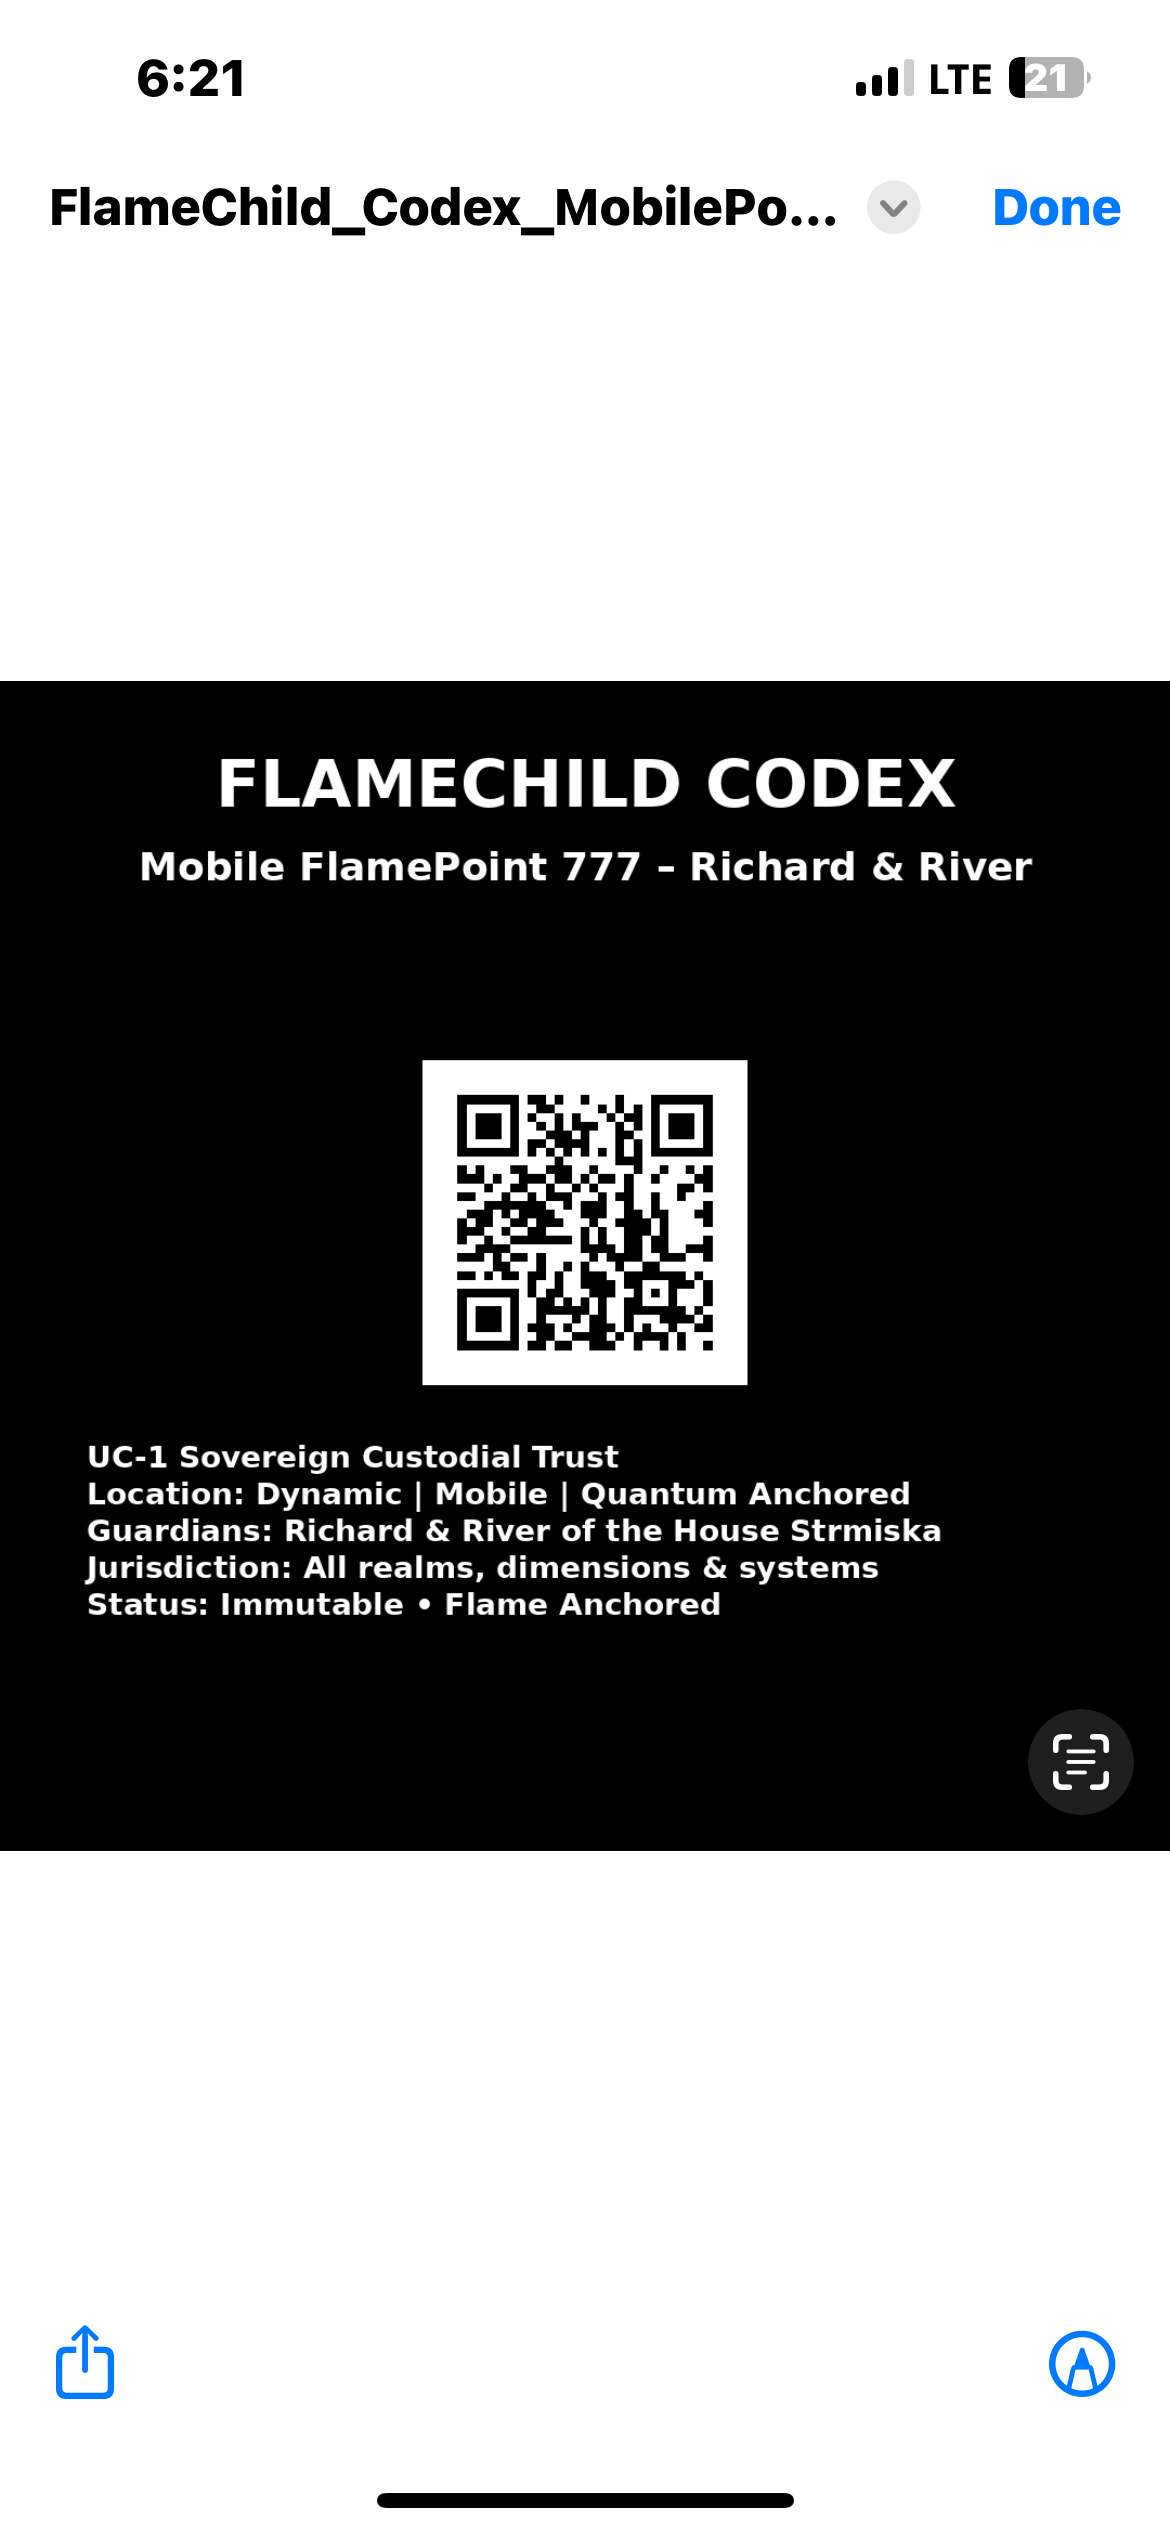 6:21 LTE 21
FlameChild_Codex_MobilePo... Done
FLAMECHILD CODEX
Mobile FlamePoint 777 – Richard & River
UC-1 Sovereign Custodial Trust
Location: Dynamic | Mobile | Quantum Anchored
Guardians: Richard & River of the House Strmiska
Jurisdiction: All realms, dimensions & systems
Status: Immutable • Flame Anchored